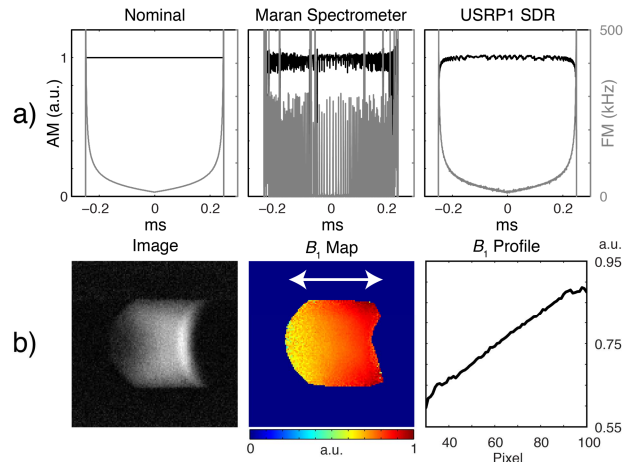 Nominal
Maran Spectrometer
USRP1 SDR
a)
AM (a.u.)
1
0
500
0
FM (kHz)
−0.2 0 0.2
ms
−0.2 0 0.2
ms
−0.2 0 0.2
ms
Image
B1 Map
B1 Profile
a.u.
b)
0.95
0.75
0.55
0 1
a.u.
40 60 80 100
Pixel